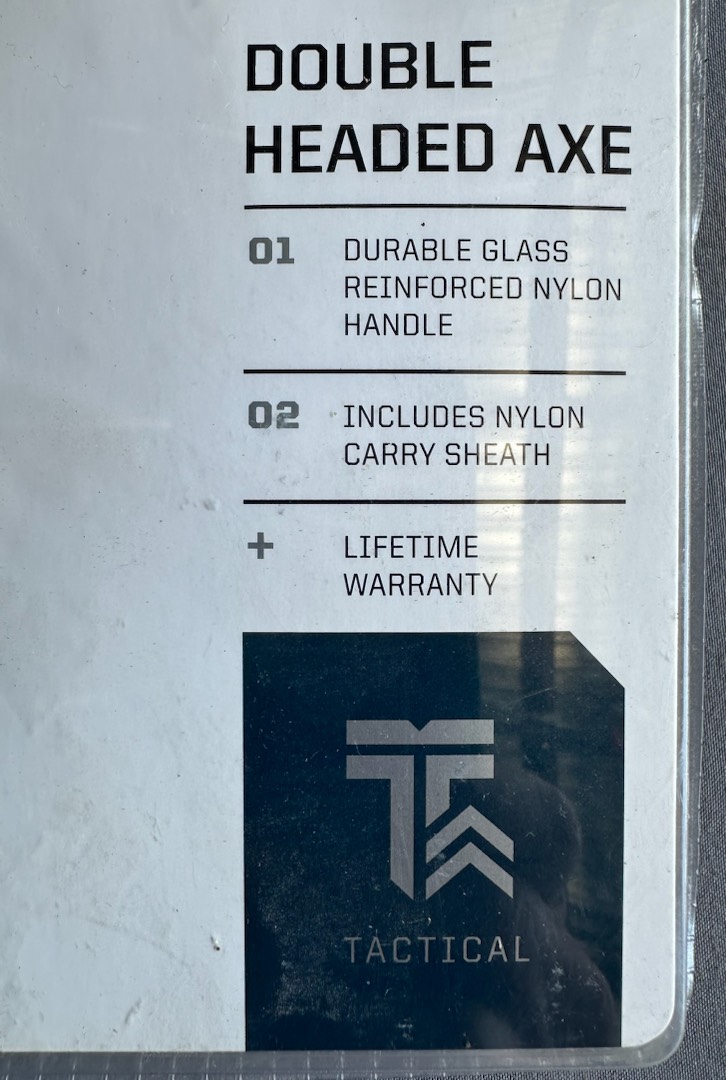 DOUBLE
HEADED AXE
01 DURABLE GLASS
REINFORCED NYLON
HANDLE
02 INCLUDES NYLON
CARRY SHEATH
+ LIFETIME
WARRANTY
TACTICAL